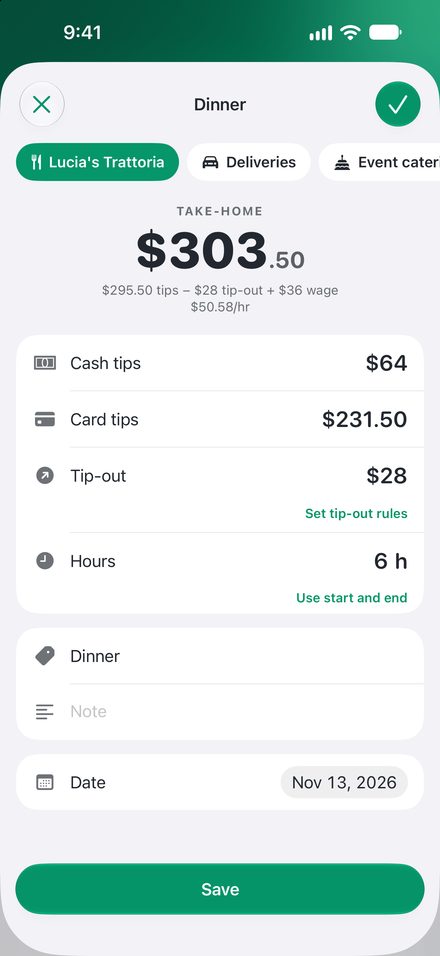 9:41
Dinner
Lucia's Trattoria
Deliveries
Event cateri
TAKE-HOME
$303.50
$295.50 tips – $28 tip-out + $36 wage
$50.58/hr
Cash tips
$64
Card tips
$231.50
Tip-out
$28
Set tip-out rules
Hours
6 h
Use start and end
Dinner
Note
Date
Nov 13, 2026
Save